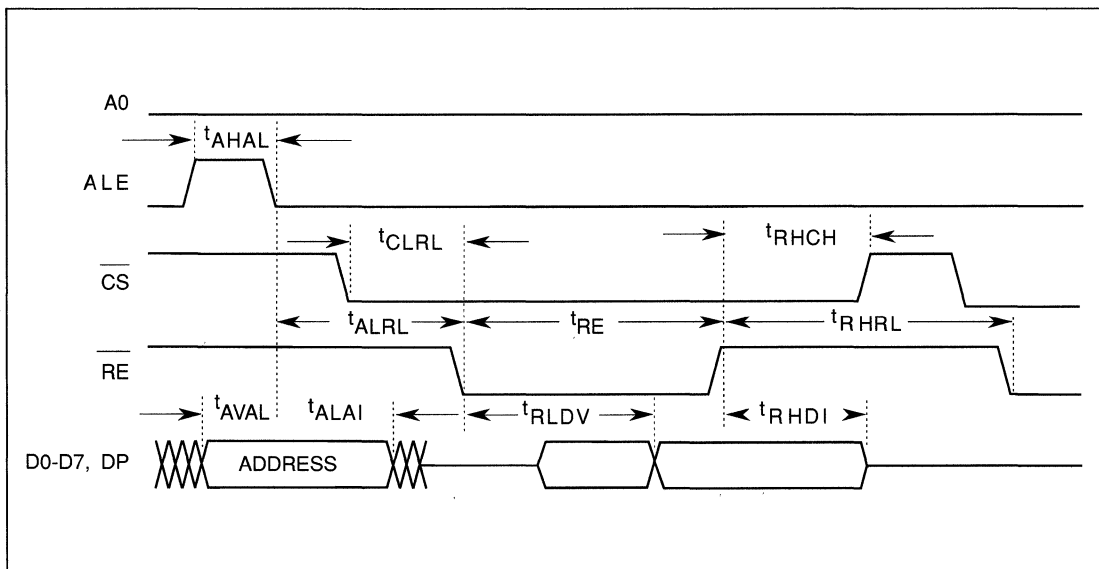 A0
tAHAL
ALE
tCLRL
tRHCH
CS
tALRL
tRE
tRHRL
RE
tAVAL
tALAI
tRLDV
tRHDI
D0-D7, DP
ADDRESS